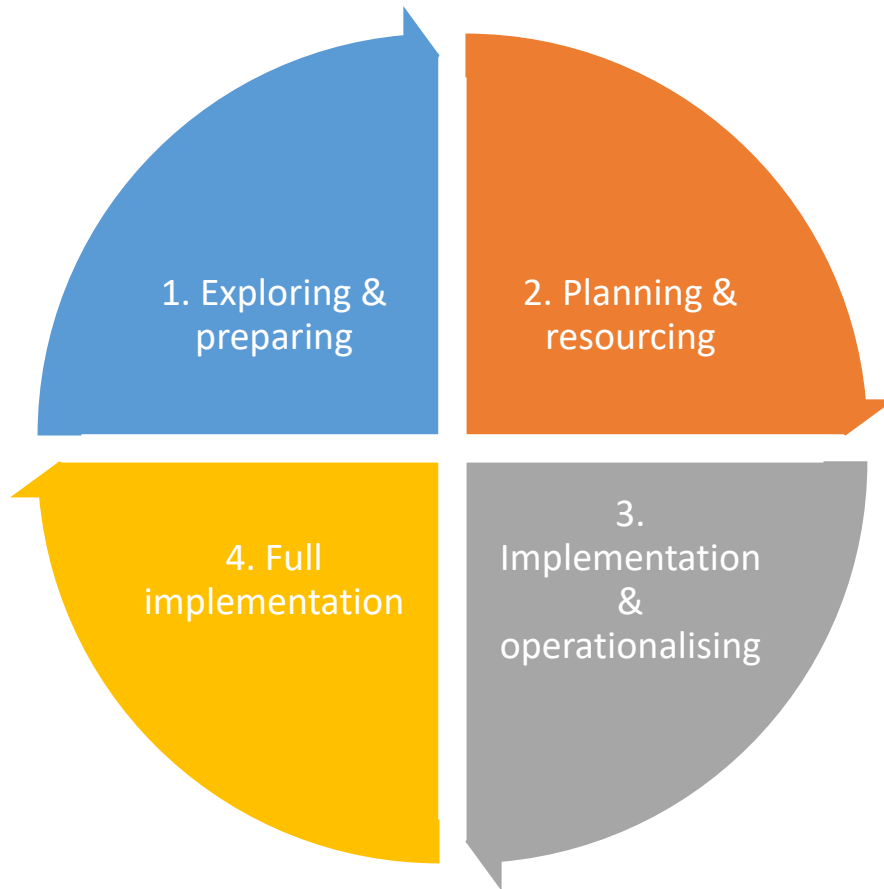 1. Exploring &
preparing
2. Planning &
resourcing
3.
Implementation
&
operationalising
4. Full
implementation